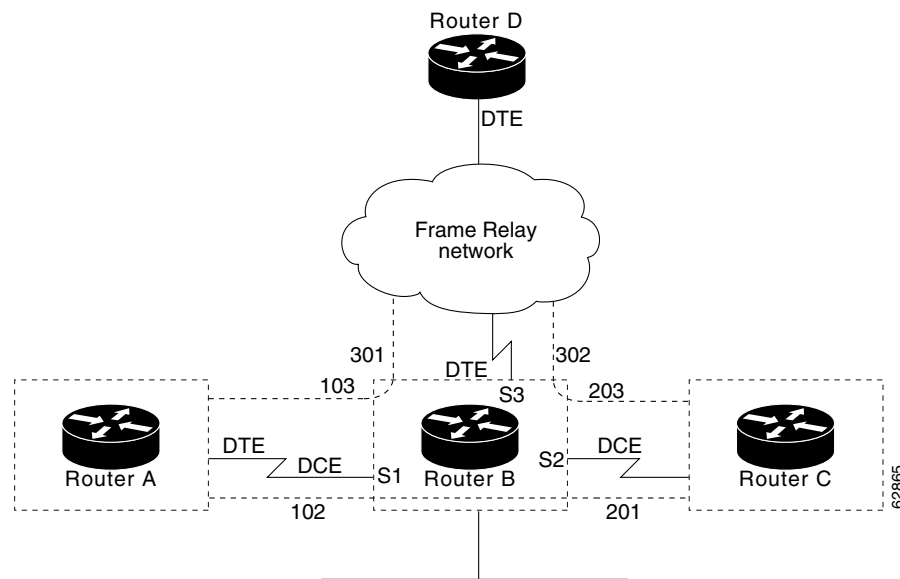 Router D
DTE
Frame Relay
network
301
302
DTE
103
S3
203
DTE
DCE
S1
S2
DCE
Router A
Router B
Router C
102
201
62865